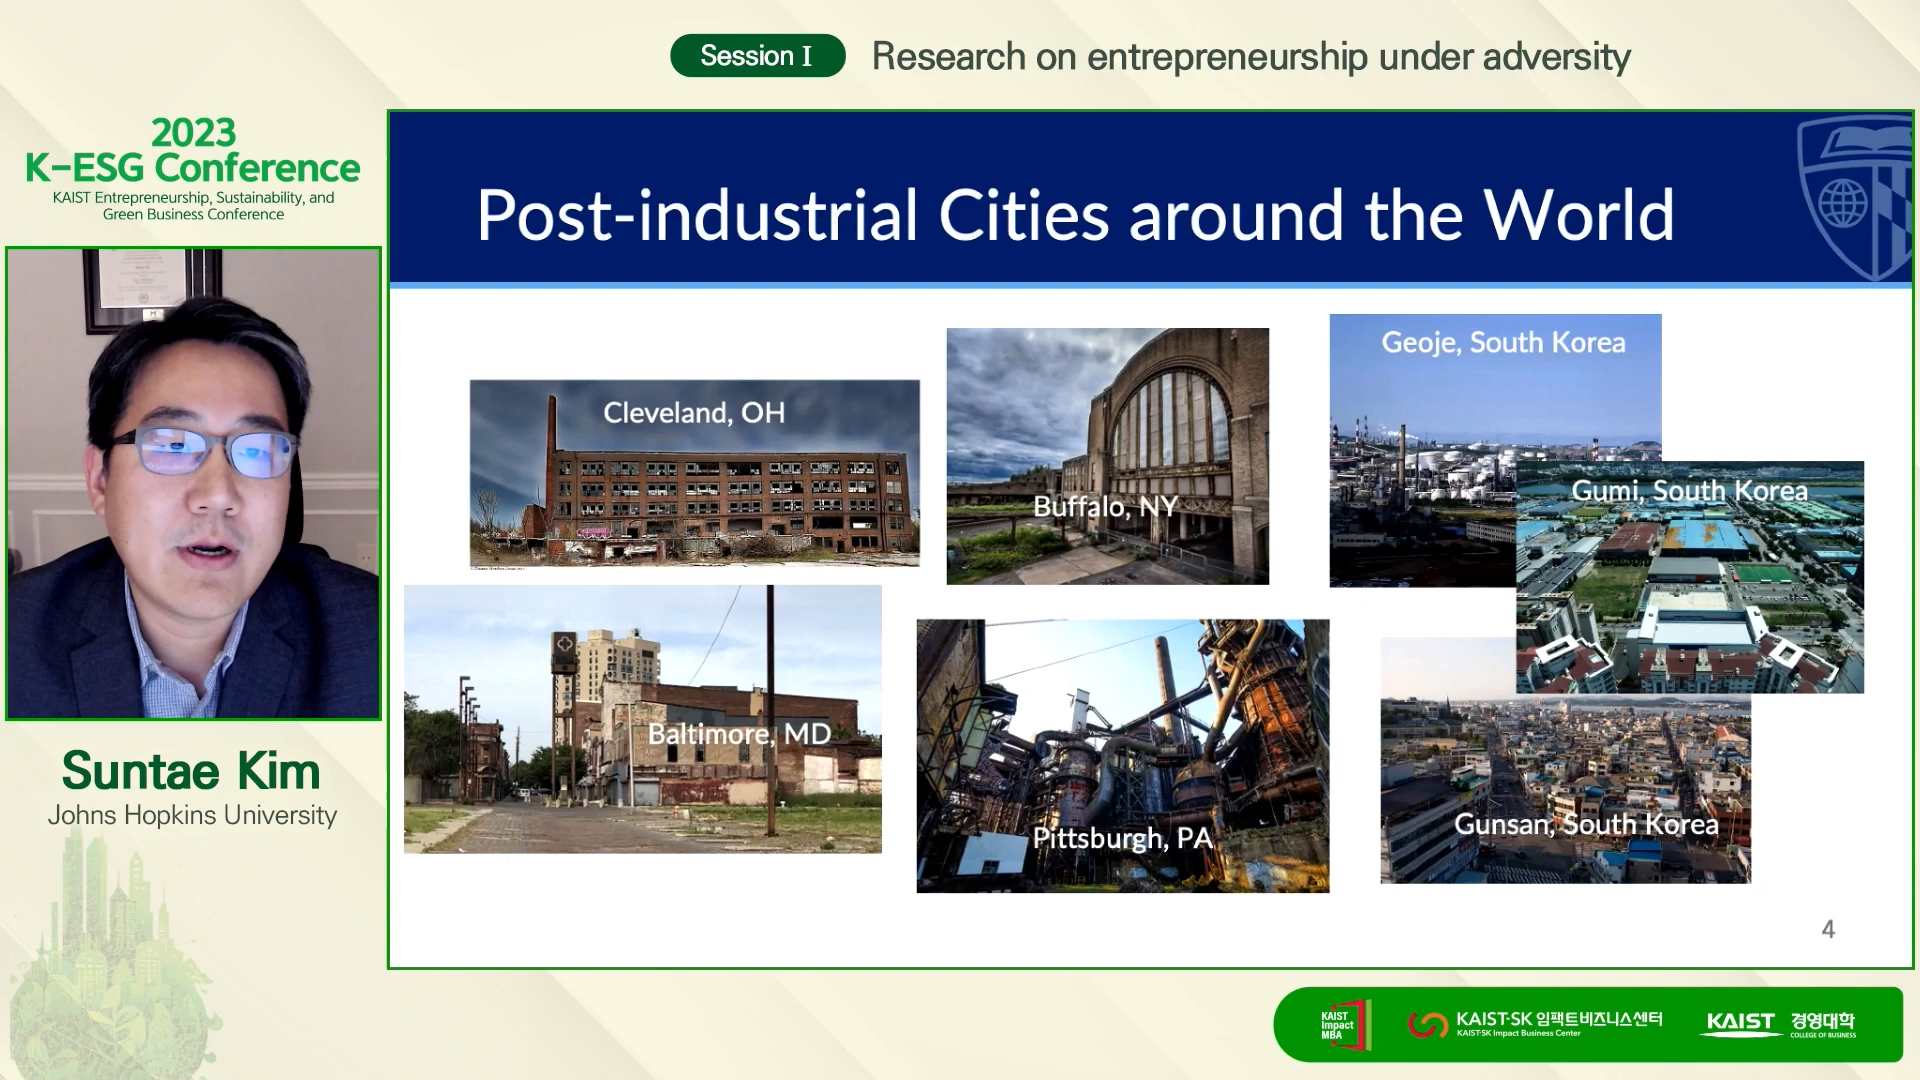 Session I
Research on entrepreneurship under adversity
2023
K-ESG Conference
KAIST Entrepreneurship, Sustainability, and
Green Business Conference
Suntae Kim
Johns Hopkins University
Post-industrial Cities around the World
Cleveland, OH
Buffalo, NY
Geoje, South Korea
Gumi, South Korea
Baltimore, MD
Pittsburgh, PA
Gunsan, South Korea
4
KAIST
Impact
MBA
KAIST-SK 임팩트비즈니스센터
KAIST-SK Impact Business Center
KAIST
경영대학
COLLEGE OF BUSINESS